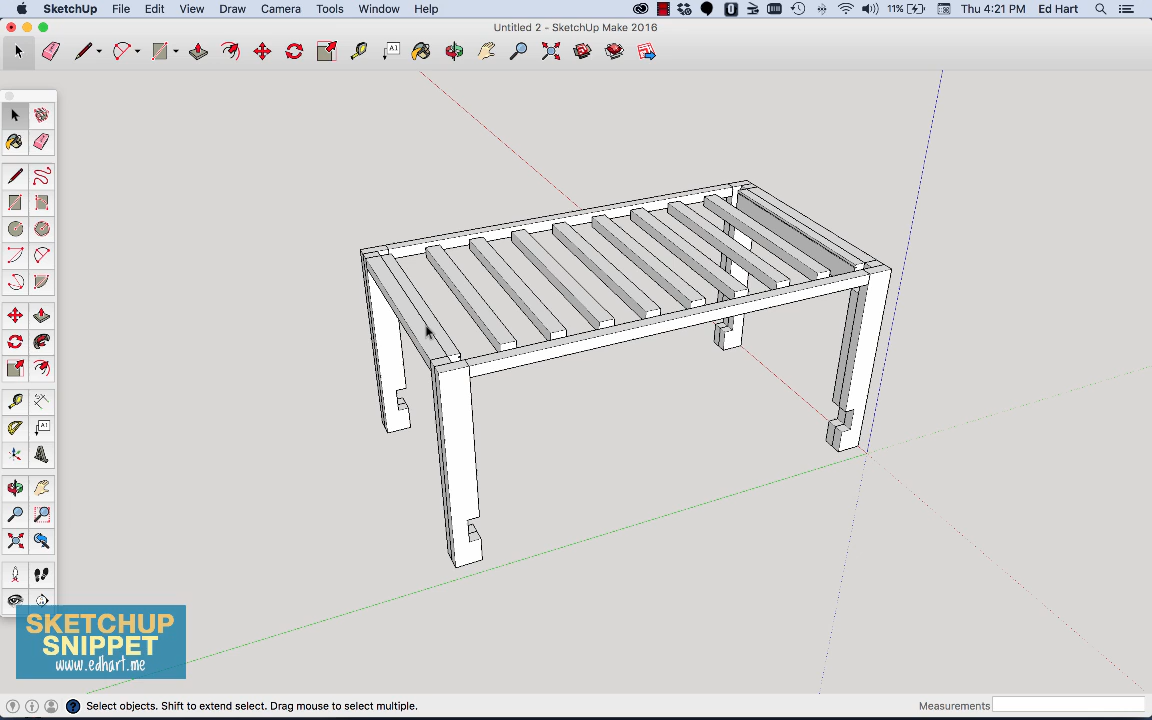 SketchUp File Edit View Draw Camera Tools Window Help 11% Thu 4:21 PM Ed Hart
Untitled 2 - SketchUp Make 2016
A1
A1
SKETCHUP
SNIPPET
www.edhart.me
Select objects. Shift to extend select. Drag mouse to select multiple. Measurements